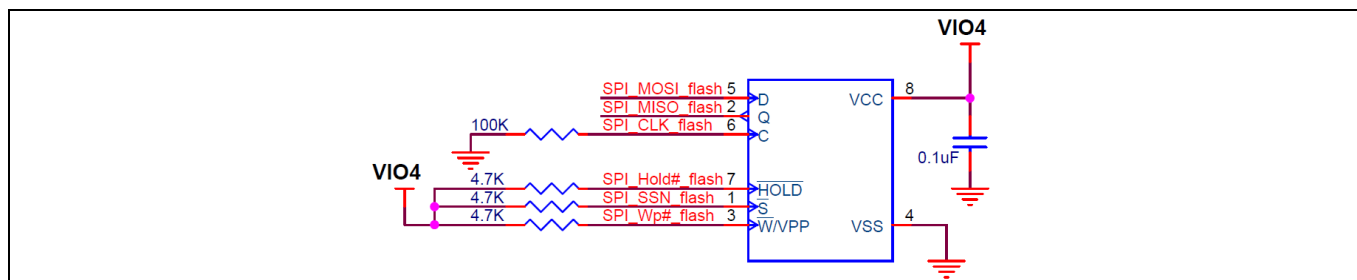 VIO4
SPI_MOSI_flash 5 D VCC 8
SPI_MISO_flash 2 Q
100K SPI_CLK_flash 6 C
0.1uF
VIO4
4.7K SPI_Hold#_flash 7 HOLD
4.7K SPI_SSN_flash 1 S
4.7K SPI_Wp#_flash 3 W/VPP VSS 4